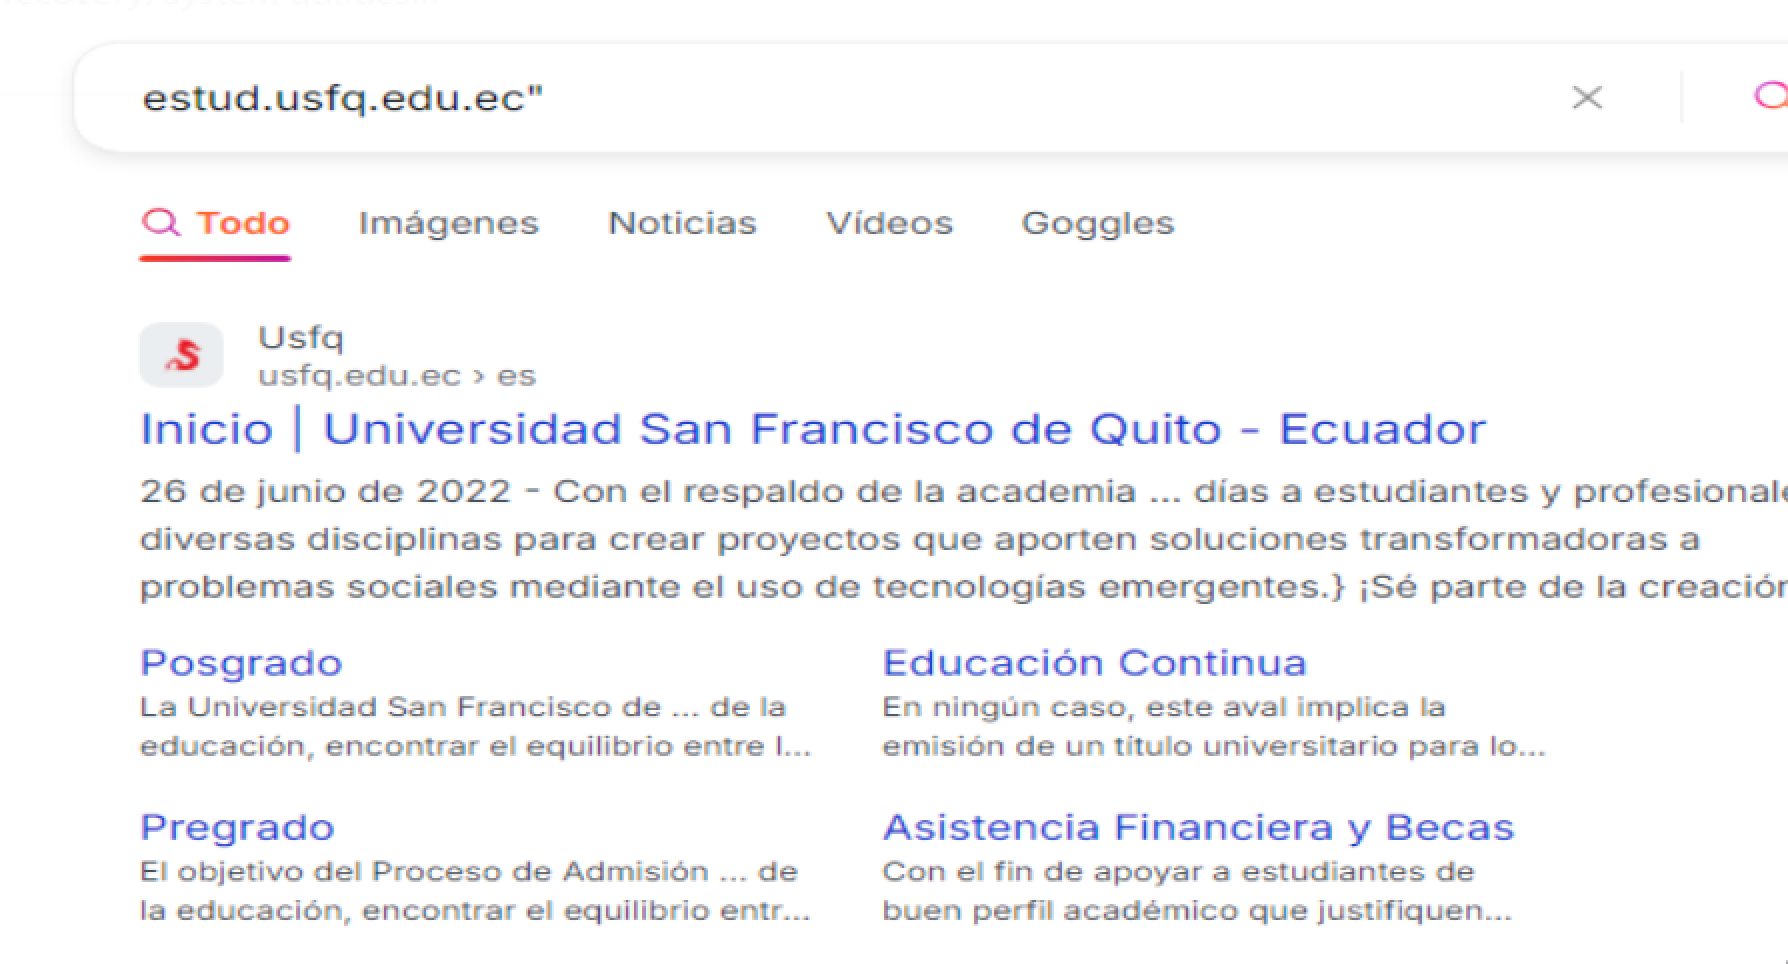 estud.usfq.edu.ec"
Todo Imágenes Noticias Vídeos Goggles
Usfq
usfq.edu.ec › es
Inicio | Universidad San Francisco de Quito - Ecuador
26 de junio de 2022 - Con el respaldo de la academia ... días a estudiantes y profesionale
diversas disciplinas para crear proyectos que aporten soluciones transformadoras a
problemas sociales mediante el uso de tecnologías emergentes.} ¡Sé parte de la creación
Posgrado
La Universidad San Francisco de ... de la
educación, encontrar el equilibrio entre l...
Educación Continua
En ningún caso, este aval implica la
emisión de un título universitario para lo...
Pregrado
El objetivo del Proceso de Admisión ... de
la educación, encontrar el equilibrio entr...
Asistencia Financiera y Becas
Con el fin de apoyar a estudiantes de
buen perfil académico que justifiquen...